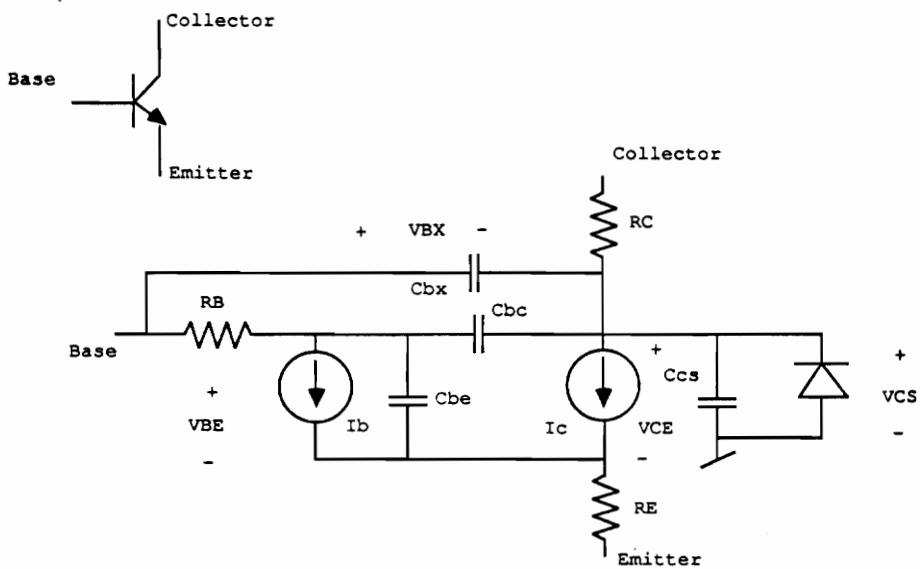 Collector
Base
Emitter
Collector
+ VBX -
RC
Cbx
RB
Cbc
Base
+
+
+
Ccs
Cbe
VCS
VBE
Ib
Ic
VCE
-
-
-
RE
Emitter